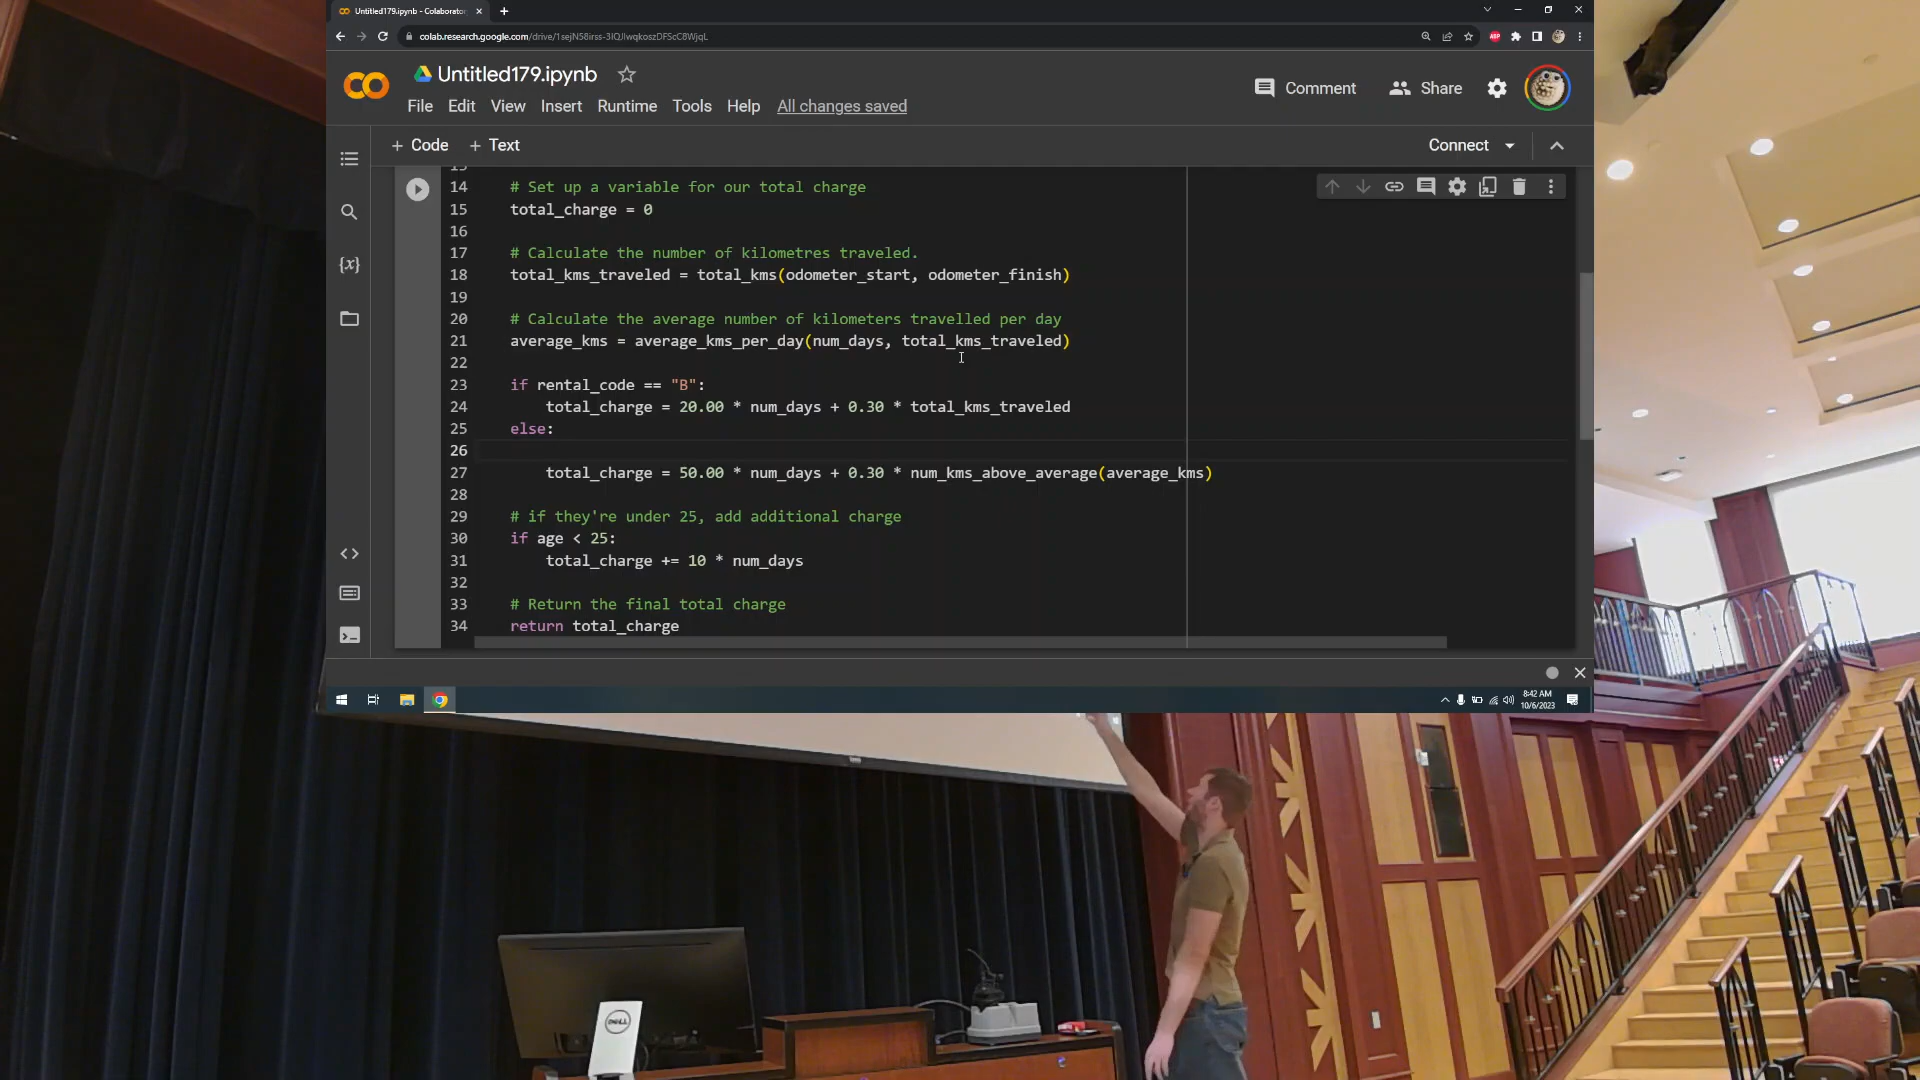 Untitled179.ipynb - Colaborato
colab.research.google.com/drive/1sejN58irss-3IQJIwqkoszDFScC8WjqL
Untitled179.ipynb
File Edit View Insert Runtime Tools Help All changes saved
Comment Share
+ Code + Text Connect
14 # Set up a variable for our total charge
15 total_charge = 0
16
17 # Calculate the number of kilometres traveled.
18 total_kms_traveled = total_kms(odometer_start, odometer_finish)
19
20 # Calculate the average number of kilometers travelled per day
21 average_kms = average_kms_per_day(num_days, total_kms_traveled)
22
23 if rental_code == "B":
24 total_charge = 20.00 * num_days + 0.30 * total_kms_traveled
25 else:
26
27 total_charge = 50.00 * num_days + 0.30 * num_kms_above_average(average_kms)
28
29 # if they're under 25, add additional charge
30 if age < 25:
31 total_charge += 10 * num_days
32
33 # Return the final total charge
34 return total_charge
8:42 AM
10/6/2023
DELL